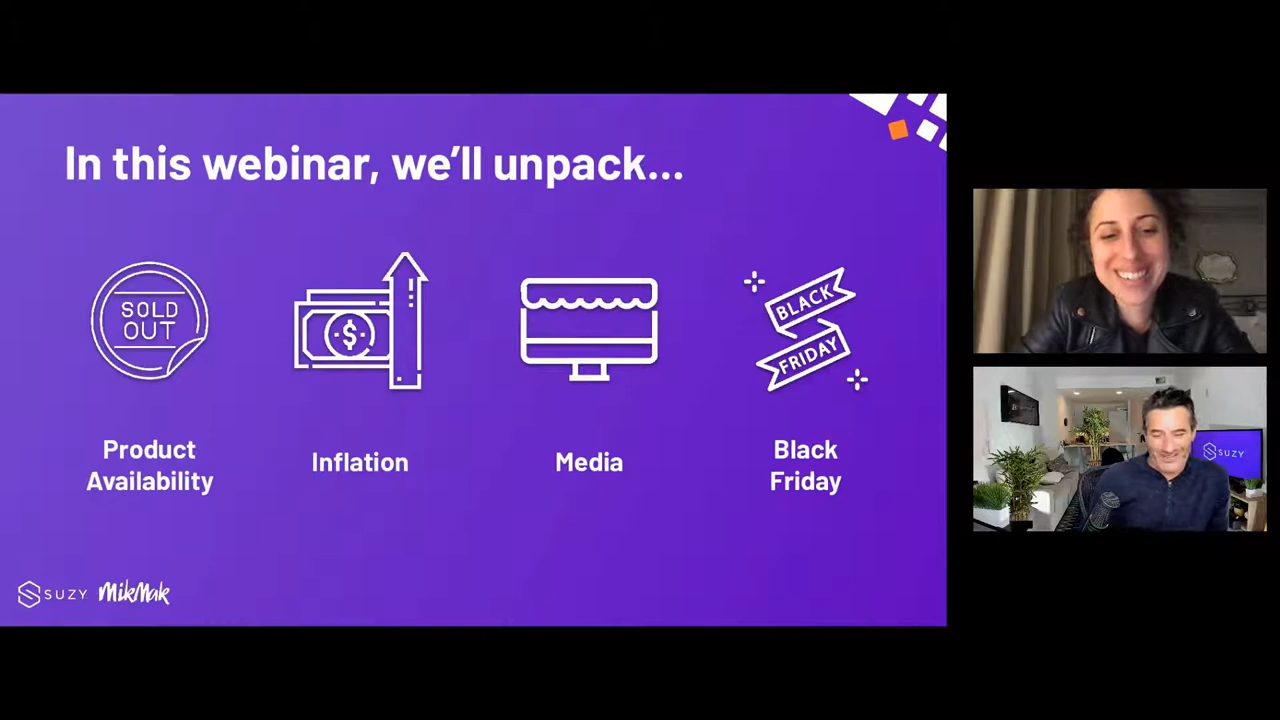 In this webinar, we'll unpack...
SOLD
OUT
$
BLACK
FRIDAY
Product
Availability
Inflation
Media
Black
Friday
SUZY MikMak
SUZY